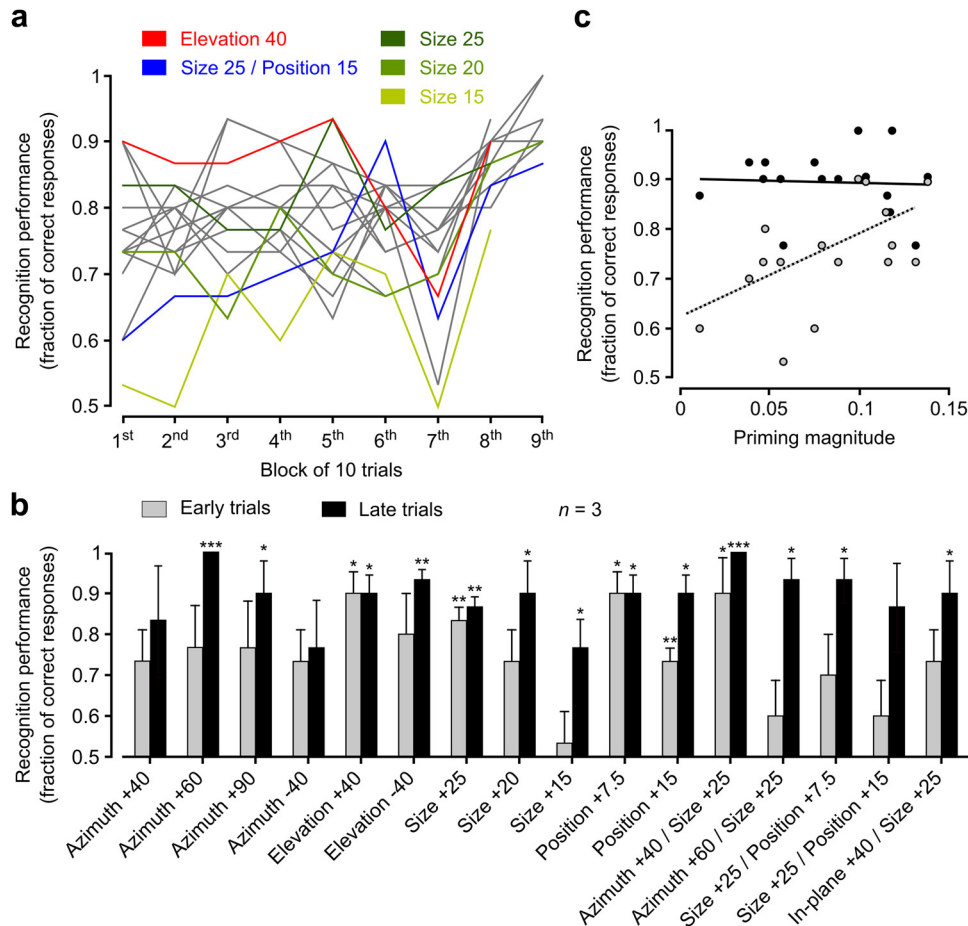 a
Elevation 40
Size 25 / Position 15
Size 25
Size 20
Size 15
Recognition performance
(fraction of correct responses)
1
0.9
0.8
0.7
0.6
0.5
1st 2nd 3rd 4th 5th 6th 7th 8th 9th
Block of 10 trials
c
Recognition performance
(fraction of correct responses)
1
0.9
0.8
0.7
0.6
0.5
0 0.05 0.1 0.15
Priming magnitude
b
Early trials
Late trials
n = 3
Recognition performance
(fraction of correct responses)
1
0.9
0.8
0.7
0.6
0.5
*** * * * ** ** ** * * * * ** * * *** * * *
Azimuth +40
Azimuth +60
Azimuth +90
Azimuth -40
Elevation +40
Elevation -40
Size +25
Size +20
Size +15
Position +7.5
Position +15
Azimuth +40 / Size +25
Azimuth +60 / Size +25
Size +25 / Position +7.5
Size +25 / Position +15
In-plane +40 / Size +25